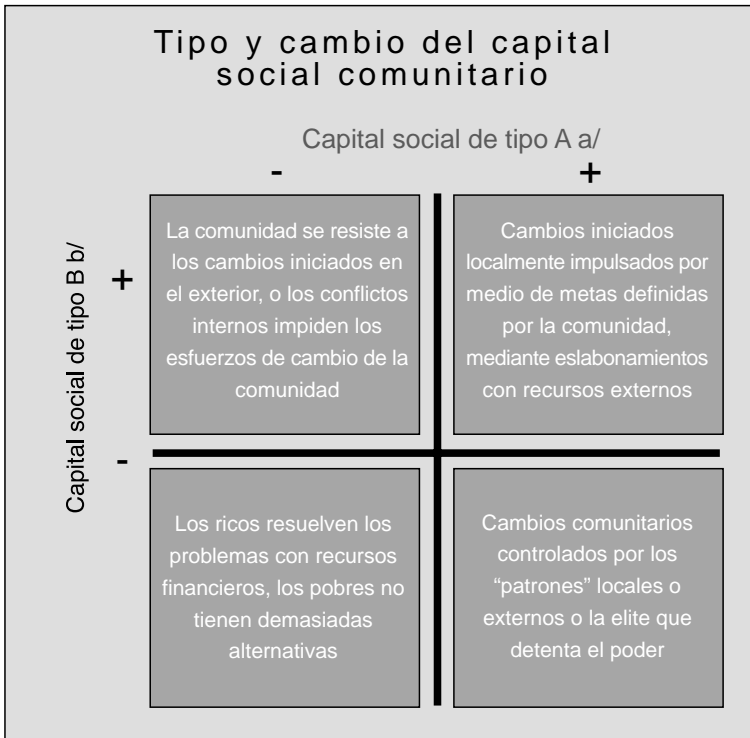 Tipo y cambio del capital
social comunitario
Capital social de tipo A a/
-
+
Capital social de tipo B b/
+
-
La comunidad se resiste a
los cambios iniciados en
el exterior, o los conflictos
internos impiden los
esfuerzos de cambio de la
comunidad
Cambios iniciados
localmente impulsados por
medio de metas definidas
por la comunidad,
mediante eslabonamientos
con recursos externos
Los ricos resuelven los
problemas con recursos
financieros, los pobres no
tienen demasiadas
alternativas
Cambios comunitarios
controlados por los
“patrones” locales o
externos o la elite que
detenta el poder